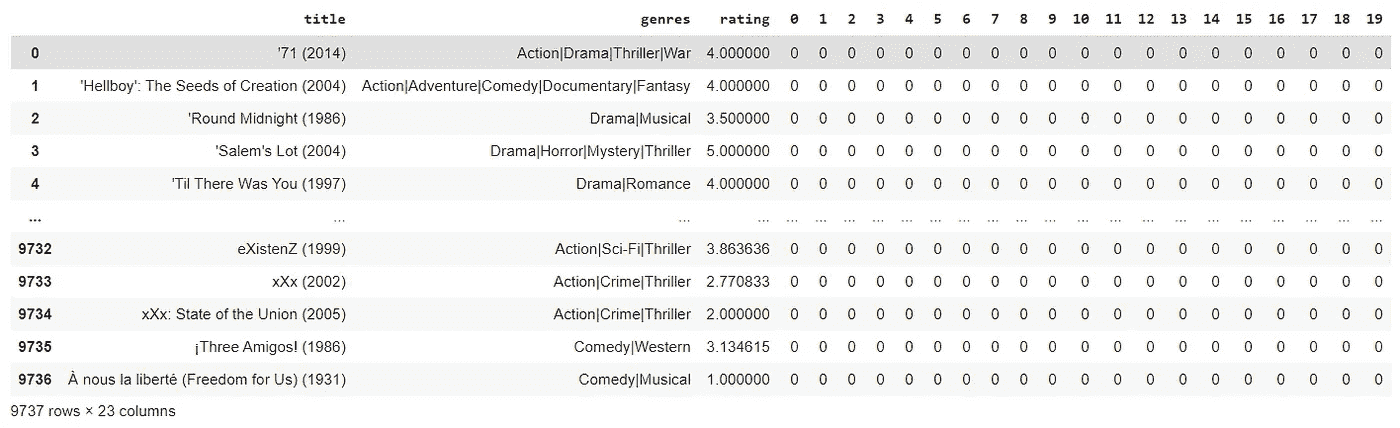 title genres rating 0 1 2 3 4 5 6 7 8 9 10 11 12 13 14 15 16 17 18 19
0 '71 (2014) Action|Drama|Thriller|War 4.000000 0 0 0 0 0 0 0 0 0 0 0 0 0 0 0 0 0 0 0 0
1 'Hellboy': The Seeds of Creation (2004) Action|Adventure|Comedy|Documentary|Fantasy 4.000000 0 0 0 0 0 0 0 0 0 0 0 0 0 0 0 0 0 0 0 0
2 'Round Midnight (1986) Drama|Musical 3.500000 0 0 0 0 0 0 0 0 0 0 0 0 0 0 0 0 0 0 0 0
3 'Salem's Lot (2004) Drama|Horror|Mystery|Thriller 5.000000 0 0 0 0 0 0 0 0 0 0 0 0 0 0 0 0 0 0 0 0
4 'Til There Was You (1997) Drama|Romance 4.000000 0 0 0 0 0 0 0 0 0 0 0 0 0 0 0 0 0 0 0 0
... ... ... ... ... ... ... ... ... ... ... ... ... ... ... ... ... ... ... ... ... ... ... ...
9732 eXistenZ (1999) Action|Sci-Fi|Thriller 3.863636 0 0 0 0 0 0 0 0 0 0 0 0 0 0 0 0 0 0 0 0
9733 xXx (2002) Action|Crime|Thriller 2.770833 0 0 0 0 0 0 0 0 0 0 0 0 0 0 0 0 0 0 0 0
9734 xXx: State of the Union (2005) Action|Crime|Thriller 2.000000 0 0 0 0 0 0 0 0 0 0 0 0 0 0 0 0 0 0 0 0
9735 ¡Three Amigos! (1986) Comedy|Western 3.134615 0 0 0 0 0 0 0 0 0 0 0 0 0 0 0 0 0 0 0 0
9736 À nous la liberté (Freedom for Us) (1931) Comedy|Musical 1.000000 0 0 0 0 0 0 0 0 0 0 0 0 0 0 0 0 0 0 0 0
9737 rows × 23 columns